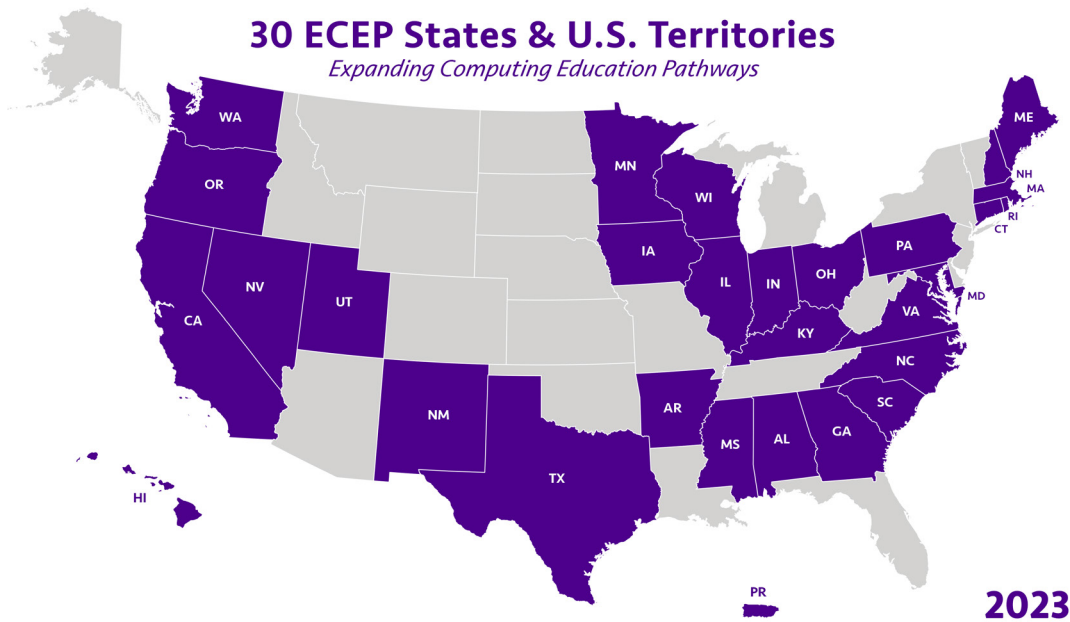 30 ECEP States & U.S. Territories
Expanding Computing Education Pathways
WA
ME
MN
NH
OR
MA
WI
RI
CT
PA
IA
OH
IL
IN
NV
MD
UT
VA
CA
KY
NC
SC
AR
NM
GA
AL
MS
TX
HI
PR
2023